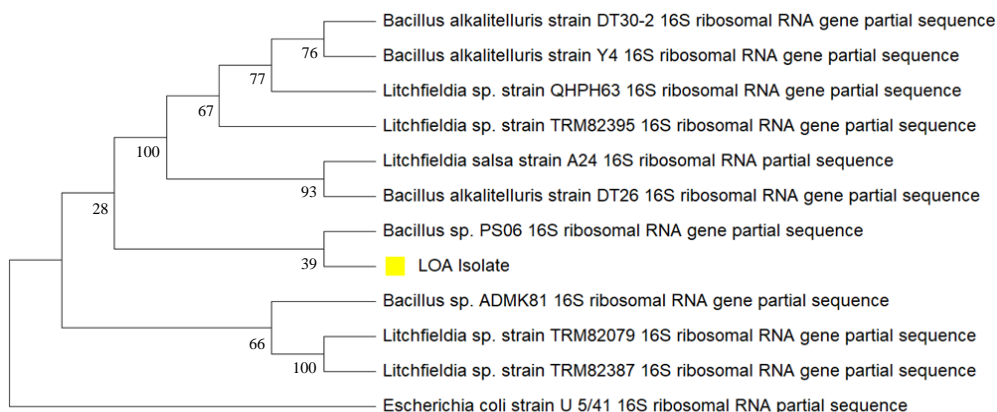 Bacillus alkalitelluris strain DT30-2 16S ribosomal RNA gene partial sequence
76
Bacillus alkalitelluris strain Y4 16S ribosomal RNA gene partial sequence
77
Litchfieldia sp. strain QHPH63 16S ribosomal RNA gene partial sequence
67
Litchfieldia sp. strain TRM82395 16S ribosomal RNA gene partial sequence
100
Litchfieldia salsa strain A24 16S ribosomal RNA partial sequence
93
Bacillus alkalitelluris strain DT26 16S ribosomal RNA gene partial sequence
28
Bacillus sp. PS06 16S ribosomal RNA gene partial sequence
39
LOA Isolate
Bacillus sp. ADMK81 16S ribosomal RNA gene partial sequence
66
Litchfieldia sp. strain TRM82079 16S ribosomal RNA gene partial sequence
100
Litchfieldia sp. strain TRM82387 16S ribosomal RNA gene partial sequence
Escherichia coli strain U 5/41 16S ribosomal RNA partial sequence